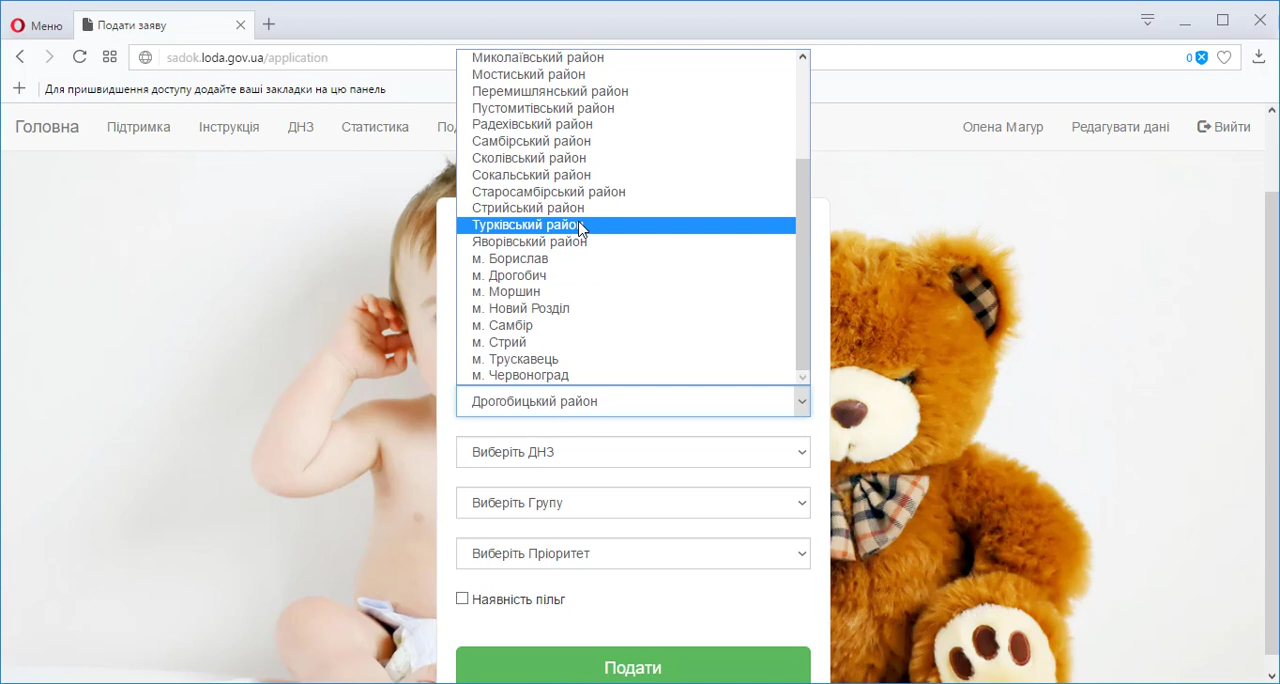 Меню
Подати заяву
sadok.loda.gov.ua/application
0
Для пришвидшення доступу додайте ваші закладки на цю панель
Головна Підтримка Інструкція ДНЗ Статистика По
Олена Магур Редагувати дані Вийти
Миколаївський район
Мостиський район
Перемишлянський район
Пустомитівський район
Радехівський район
Самбірський район
Сколівський район
Сокальський район
Старосамбірський район
Стрийський район
Турківський район
Яворівський район
м. Борислав
м. Дрогобич
м. Моршин
м. Новий Розділ
м. Самбір
м. Стрий
м. Трускавець
м. Червоноград
Дрогобицький район
Виберіть ДНЗ
Виберіть Групу
Виберіть Пріоритет
Наявність пільг
Подати